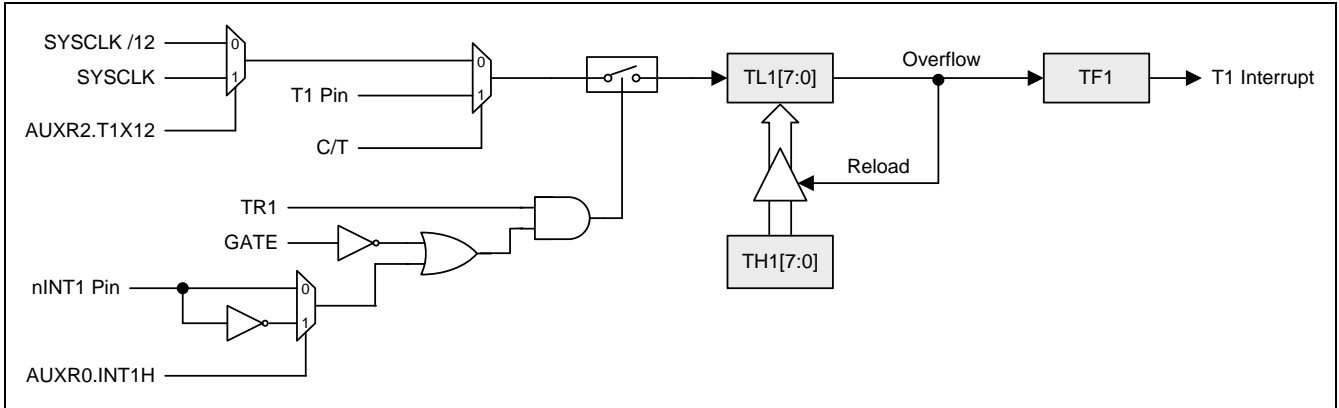 SYSCLK /12
0
SYSCLK
1
AUXR2.T1X12
0
T1 Pin
1
C/T
TL1[7:0]
Overflow
TF1
T1 Interrupt
Reload
TR1
GATE
TH1[7:0]
nINT1 Pin
0
1
AUXR0.INT1H